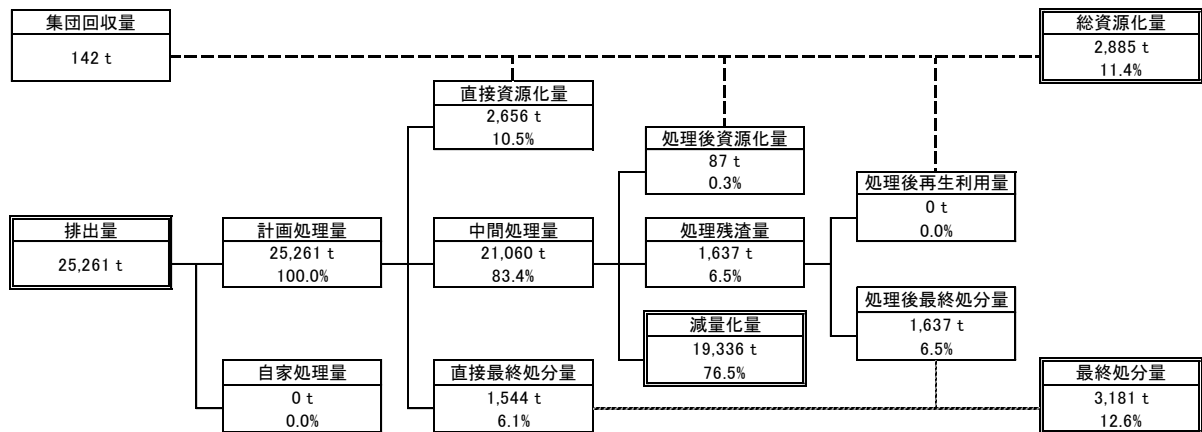 集団回収量
142 t
総資源化量
2,885 t
11.4%
直接資源化量
2,656 t
10.5%
処理後資源化量
87 t
0.3%
処理後再生利用量
0 t
0.0%
排出量
25,261 t
計画処理量
25,261 t
100.0%
中間処理量
21,060 t
83.4%
処理残渣量
1,637 t
6.5%
処理後最終処分量
1,637 t
6.5%
減量化量
19,336 t
76.5%
自家処理量
0 t
0.0%
直接最終処分量
1,544 t
6.1%
最終処分量
3,181 t
12.6%